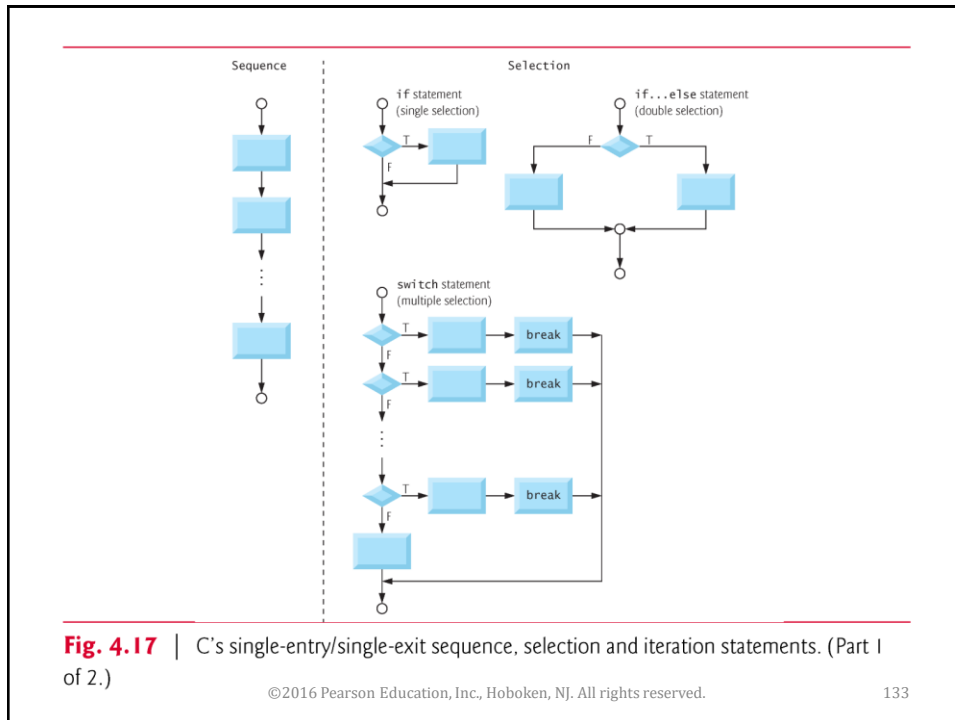 Sequence
Selection
if statement
(single selection)
T
F
if...else statement
(double selection)
F
T
switch statement
(multiple selection)
T
break
F
T
break
F
T
break
F
Fig. 4.17 | C's single-entry/single-exit sequence, selection and iteration statements. (Part 1
of 2.)
©2016 Pearson Education, Inc., Hoboken, NJ. All rights reserved.
133